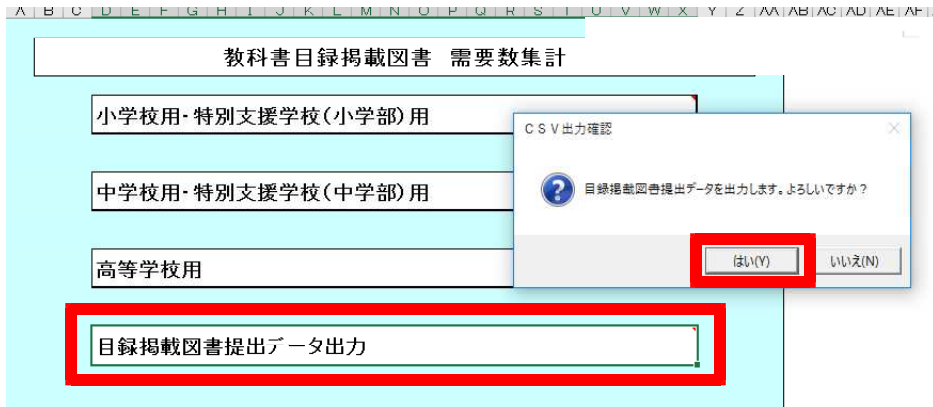 A B C D E F G H I J K L M N O P Q R S T U V W X Y Z AA AB AC AD AE AF
教科書目録掲載図書 需要数集計
小学校用・特別支援学校(小学部)用
CSV出力確認
目録掲載図書提出データを出力します。よろしいですか?
中学校用・特別支援学校(中学部)用
はい(Y) いいえ(N)
高等学校用
目録掲載図書提出データ出力